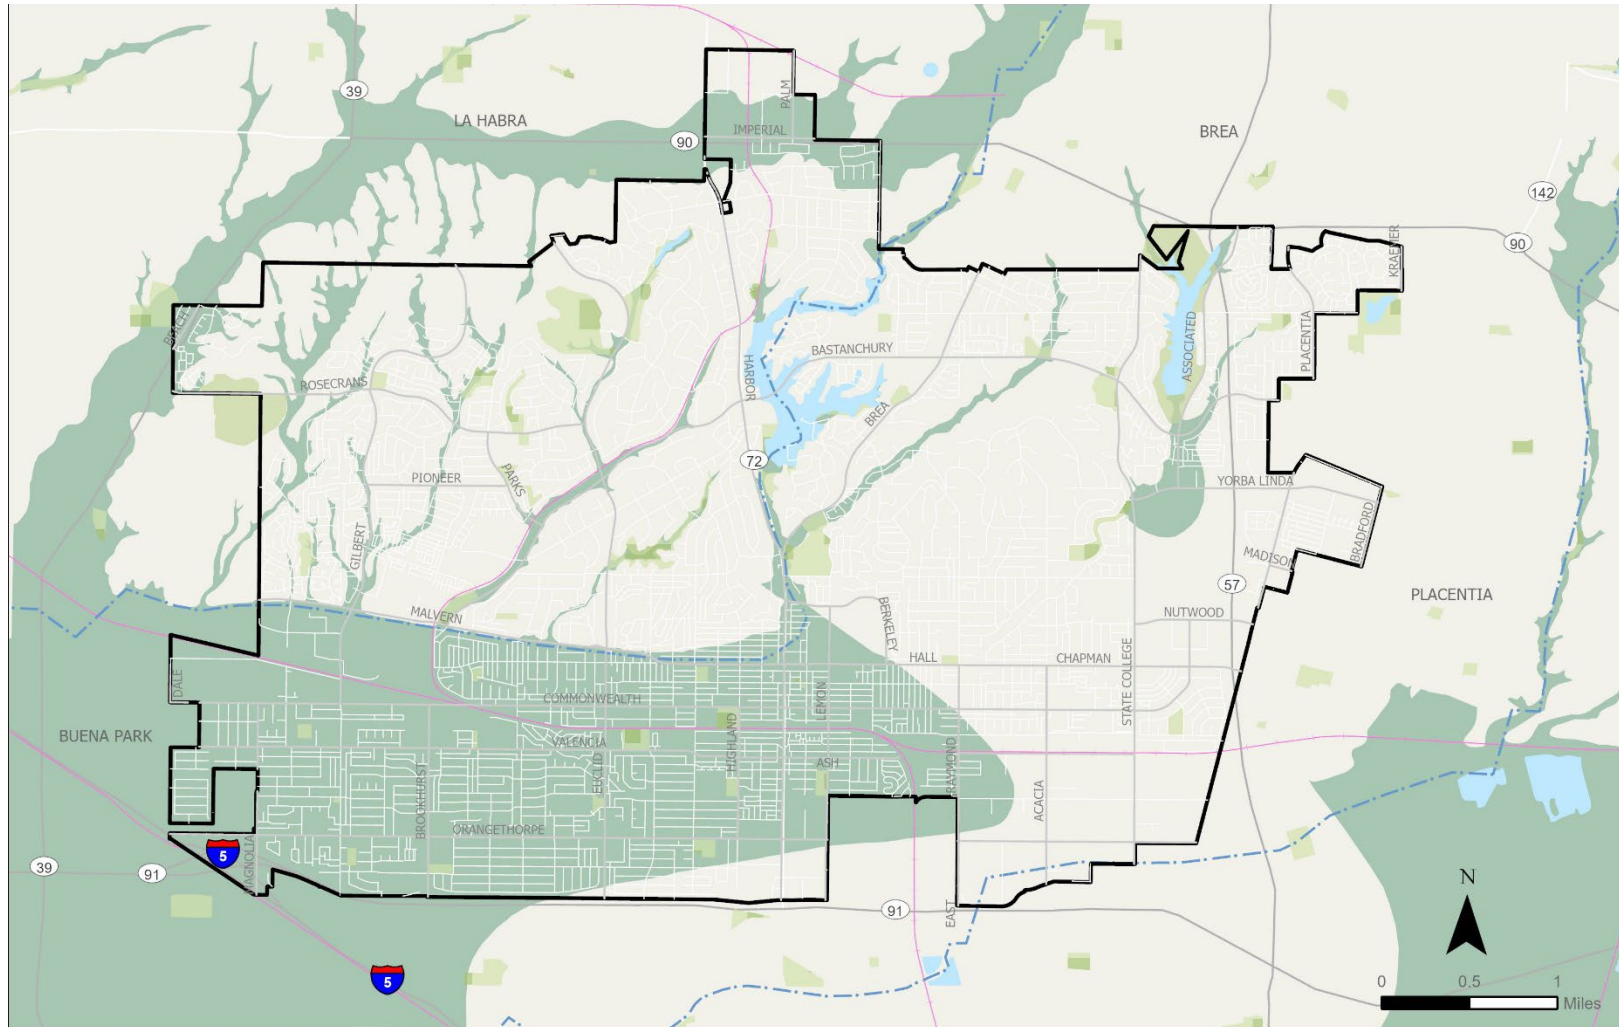 39
LA HABRA
PALM
IMPERIAL
90
BREA
142
90
KRAEMER
BEACH
ROSECRANS
HARBOR
BASTANCHURY
ASSOCIATED
PLACENTIA
BREA
72
PIONEER
PARKS
YORBA LINDA
GILBERT
BRADFORD
MADISON
57
MALVERN
BERKELEY
NUTWOOD
PLACENTIA
HALL
CHAPMAN
STATE COLLEGE
DALE
COMMONWEALTH
LEMON
BUENA PARK
VALENCIA
HIGHLAND
EUCLID
ASH
RAYMOND
BROOKHURST
ACACIA
ORANGETHORPE
MAGNOLIA
5
39
91
91
EAST
5
N
0 0.5 1
Miles